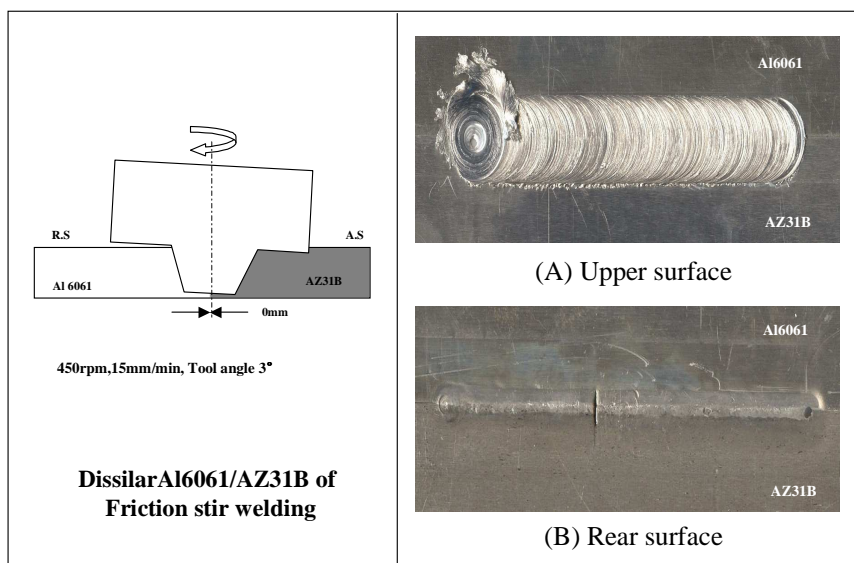 R.S
A.S
Al 6061
AZ31B
0mm
450rpm,15mm/min, Tool angle 3°
DissilarAl6061/AZ31B of
Friction stir welding
Al6061
AZ31B
(A) Upper surface
Al6061
AZ31B
(B) Rear surface